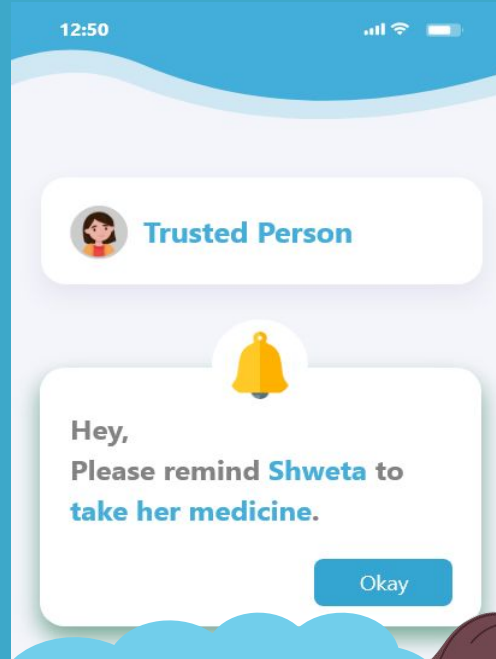 12:50
Trusted Person
Hey,
Please remind Shweta to
take her medicine.
Okay